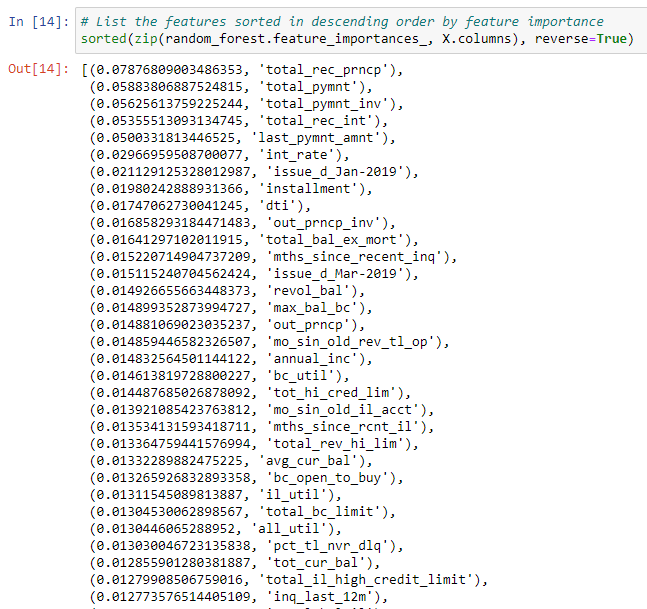 In [14]: # List the features sorted in descending order by feature importance
sorted(zip(random_forest.feature_importances_, X.columns), reverse=True)
Out[14]: [(0.07876809003486353, 'total_rec_prncp'),
(0.05883806887524815, 'total_pymnt'),
(0.05625613759225244, 'total_pymnt_inv'),
(0.05355513093134745, 'total_rec_int'),
(0.0500331813446525, 'last_pymnt_amnt'),
(0.02966959508700077, 'int_rate'),
(0.021129125328012987, 'issue_d_Jan-2019'),
(0.01980242888931366, 'installment'),
(0.01747062730041245, 'dti'),
(0.016858293184471483, 'out_prncp_inv'),
(0.01641297102011915, 'total_bal_ex_mort'),
(0.015220714904737209, 'mths_since_recent_inq'),
(0.015115240704562424, 'issue_d_Mar-2019'),
(0.014926655663448373, 'revol_bal'),
(0.014899352873994727, 'max_bal_bc'),
(0.014881069023035237, 'out_prncp'),
(0.014859446582326507, 'mo_sin_old_rev_tl_op'),
(0.014832564501144122, 'annual_inc'),
(0.014613819728800227, 'bc_util'),
(0.014487685026878092, 'tot_hi_cred_lim'),
(0.013921085423763812, 'mo_sin_old_il_acct'),
(0.013534131593418711, 'mths_since_rcnt_il'),
(0.013364759441576994, 'total_rev_hi_lim'),
(0.01332289882475225, 'avg_cur_bal'),
(0.013265926832893358, 'bc_open_to_buy'),
(0.01311545089813887, 'il_util'),
(0.01304530062898567, 'total_bc_limit'),
(0.0130446065288952, 'all_util'),
(0.013030046723135838, 'pct_tl_nvr_dlq'),
(0.012855901280381887, 'tot_cur_bal'),
(0.01279908506759016, 'total_il_high_credit_limit'),
(0.012773576514405109, 'inq_last_12m'),